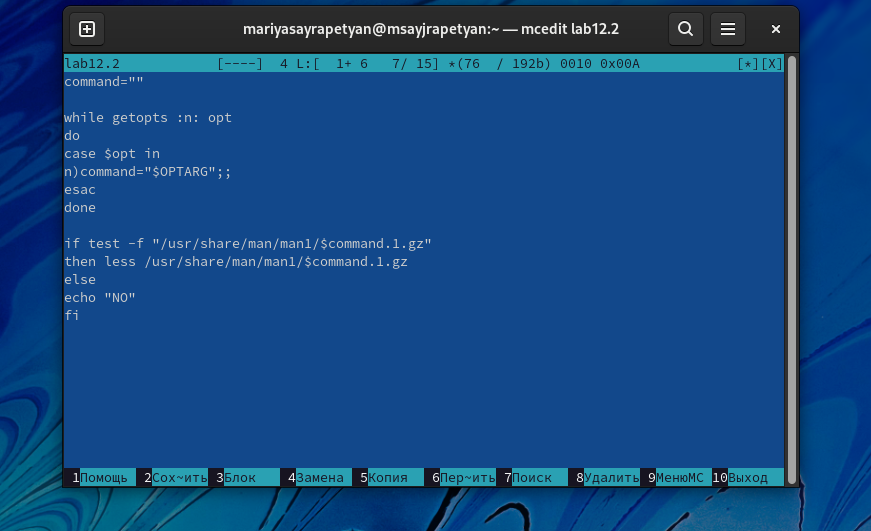 mariyasayrapetyan@msayjrapetyan:~ — mcedit lab12.2
lab12.2 [----] 4 L:[ 1+ 6 7/ 15] *(76 / 192b) 0010 0x00A [*][X]
command=""
while getopts :n: opt
do
case $opt in
n)command="$OPTARG";;
esac
done
if test -f "/usr/share/man/man1/$command.1.gz"
then less /usr/share/man/man1/$command.1.gz
else
echo "NO"
fi
1Помощь 2Сох~ить 3Блок 4Замена 5Копия 6Пер~ить 7Поиск 8Удалить 9МенюMC 10Выход